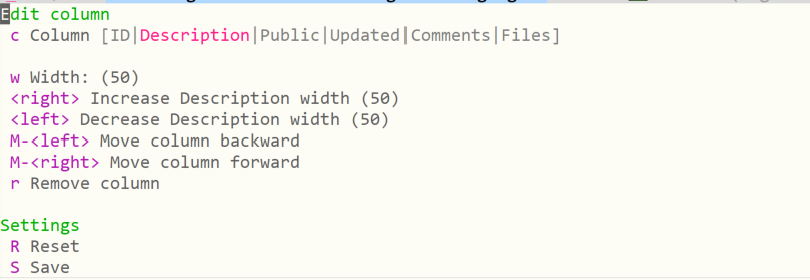 Edit column
c Column [ID|Description|Public|Updated|Comments|Files]
w Width: (50)
<right> Increase Description width (50)
<left> Decrease Description width (50)
M-<left> Move column backward
M-<right> Move column forward
r Remove column
Settings
R Reset
S Save